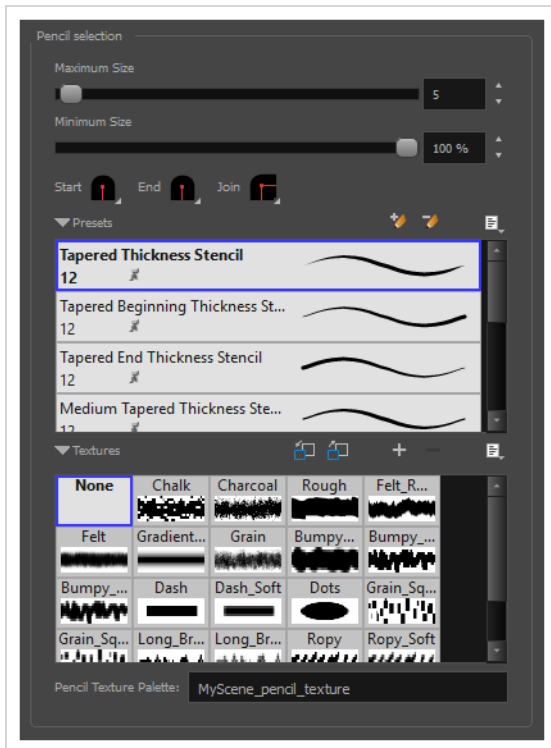 Pencil selection
Maximum Size
5
Minimum Size
100 %
Start End Join
Presets
Tapered Thickness Stencil
12
Tapered Beginning Thickness St...
12
Tapered End Thickness Stencil
12
Medium Tapered Thickness Ste...
12
Textures
None Chalk Charcoal Rough Felt_R...
Felt Gradient... Grain Bumpy... Bumpy_...
Bumpy_... Dash Dash_Soft Dots Grain_Sq...
Grain_Sq... Long_Br... Long_Br... Ropy Ropy_Soft
Pencil Texture Palette: MyScene_pencil_texture